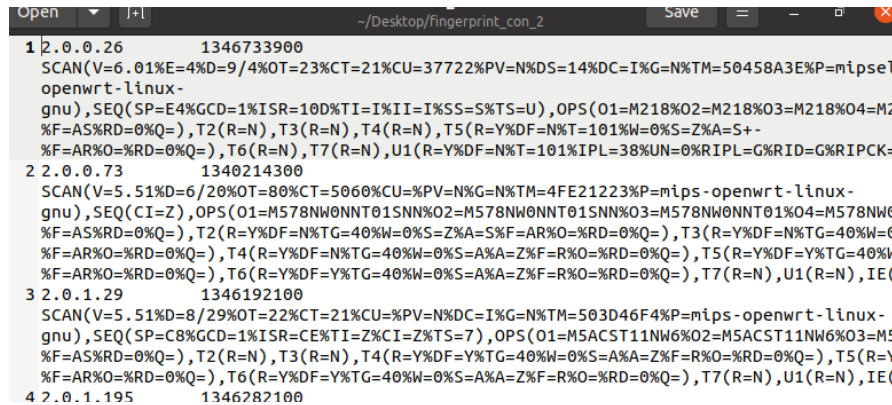 Open
~/Desktop/fingerprint_con_2
Save
1 2.0.0.26 1346733900
SCAN(V=6.01%E=4%D=9/4%OT=23%CT=21%CU=37722%PV=N%DS=14%DC=I%G=N%TM=50458A3E%P=mipsel
openwrt-linux-
gnu),SEQ(SP=E4%GCD=1%ISR=10D%TI=I%II=I%SS=S%TS=U),OPS(O1=M218%O2=M218%O3=M218%O4=M2
%F=AS%RD=0%Q=),T2(R=N),T3(R=N),T4(R=N),T5(R=Y%DF=N%T=101%W=0%S=Z%A=S+-
%F=AR%O=%RD=0%Q=),T6(R=N),T7(R=N),U1(R=Y%DF=N%T=101%IPL=38%UN=0%RIPL=G%RID=G%RIPCK=
2 2.0.0.73 1340214300
SCAN(V=5.51%D=6/20%OT=80%CT=5060%CU=%PV=N%G=N%TM=4FE21223%P=mips-openwrt-linux-
gnu),SEQ(CI=Z),OPS(O1=M578NW0NNT01SNN%O2=M578NW0NNT01SNN%O3=M578NW0NNT01%O4=M578NW0
%F=AS%RD=0%Q=),T2(R=Y%DF=N%TG=40%W=0%S=Z%A=S%F=AR%O=%RD=0%Q=),T3(R=Y%DF=N%TG=40%W=0
%F=AR%O=%RD=0%Q=),T4(R=Y%DF=N%TG=40%W=0%S=A%A=Z%F=R%O=%RD=0%Q=),T5(R=Y%DF=Y%TG=40%W
%F=AR%O=%RD=0%Q=),T6(R=Y%DF=Y%TG=40%W=0%S=A%A=Z%F=R%O=%RD=0%Q=),T7(R=N),U1(R=N),IE(
3 2.0.1.29 1346192100
SCAN(V=5.51%D=8/29%OT=22%CT=21%CU=%PV=N%DC=I%G=N%TM=503D46F4%P=mips-openwrt-linux-
gnu),SEQ(SP=C8%GCD=1%ISR=CE%TI=Z%CI=Z%TS=7),OPS(O1=M5ACST11NW6%O2=M5ACST11NW6%O3=M5
%F=AS%RD=0%Q=),T2(R=N),T3(R=N),T4(R=Y%DF=Y%TG=40%W=0%S=A%A=Z%F=R%O=%RD=0%Q=),T5(R=Y
%F=AR%O=%RD=0%Q=),T6(R=Y%DF=Y%TG=40%W=0%S=A%A=Z%F=R%O=%RD=0%Q=),T7(R=N),U1(R=N),IE(
4 2.0.1.195 1346282100